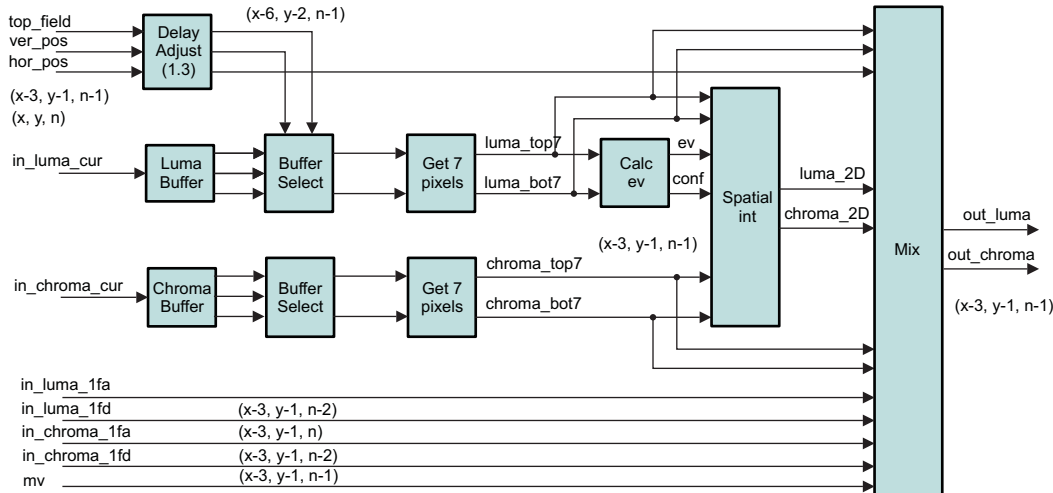 top_field
ver_pos
hor_pos
Delay
Adjust
(1.3)
(x-6, y-2, n-1)
(x-3, y-1, n-1)
(x, y, n)
in_luma_cur
Luma
Buffer
Buffer
Select
Get 7
pixels
luma_top7
luma_bot7
Calc
ev
ev
conf
Spatial
int
luma_2D
chroma_2D
Mix
out_luma
out_chroma
(x-3, y-1, n-1)
(x-3, y-1, n-1)
in_chroma_cur
Chroma
Buffer
Buffer
Select
Get 7
pixels
chroma_top7
chroma_bot7
in_luma_1fa
in_luma_1fd (x-3, y-1, n-2)
in_chroma_1fa (x-3, y-1, n)
in_chroma_1fd (x-3, y-1, n-2)
mv (x-3, y-1, n-1)